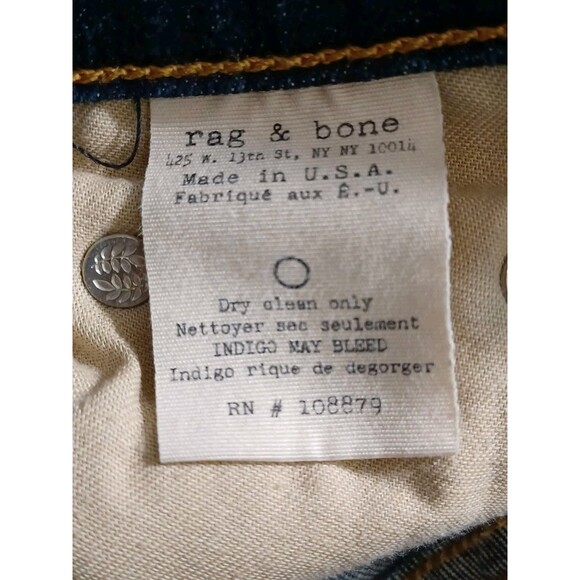 rag & bone
425 W. 13th St, NY NY 10014
Made in U.S.A.
Fabriqué aux É.-U.
Dry clean only
Nettoyer sec seulement
INDIGO MAY BLEED
Indigo rique de degorger
RN # 108879